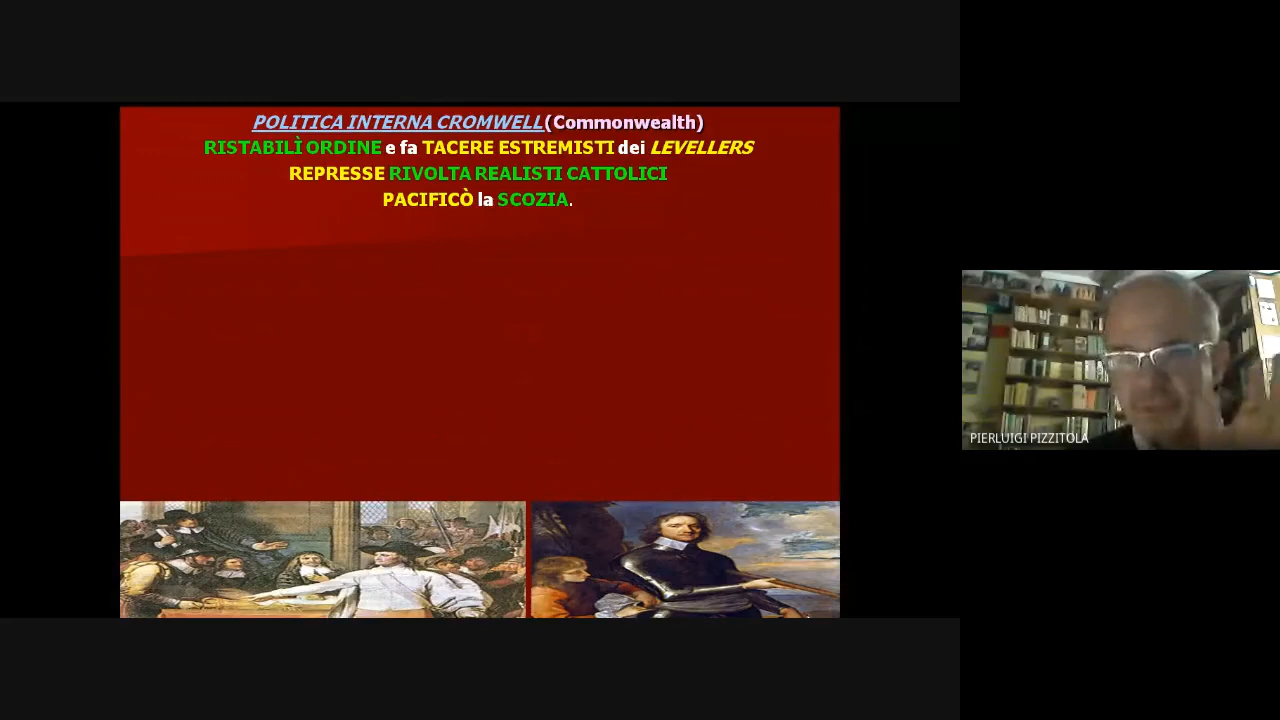 POLITICA INTERNA CROMWELL (Commonwealth)
RISTABILÌ ORDINE e fa TACERE ESTREMISTI dei LEVELLERS
REPRESSE RIVOLTA REALISTI CATTOLICI
PACIFICÒ la SCOZIA.
PIERLUIGI PIZZITOLA